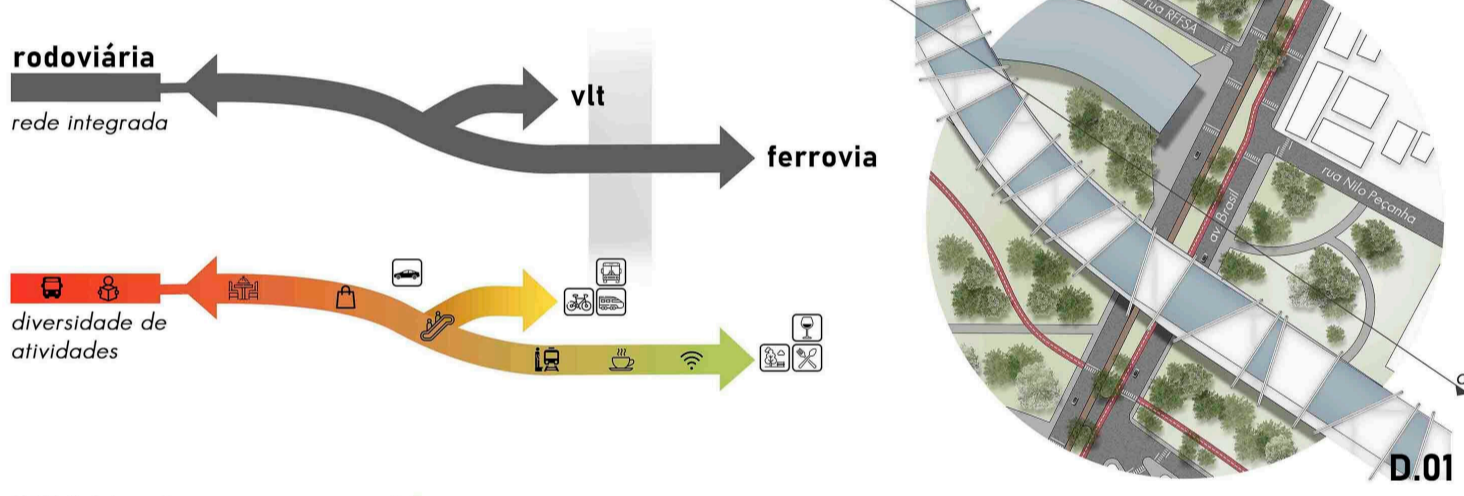 rodoviária
rede integrada
vlt
ferrovia
diversidade de
atividades
rua RFFSA
av. Brasil
rua Nilo Peçanha
D.01